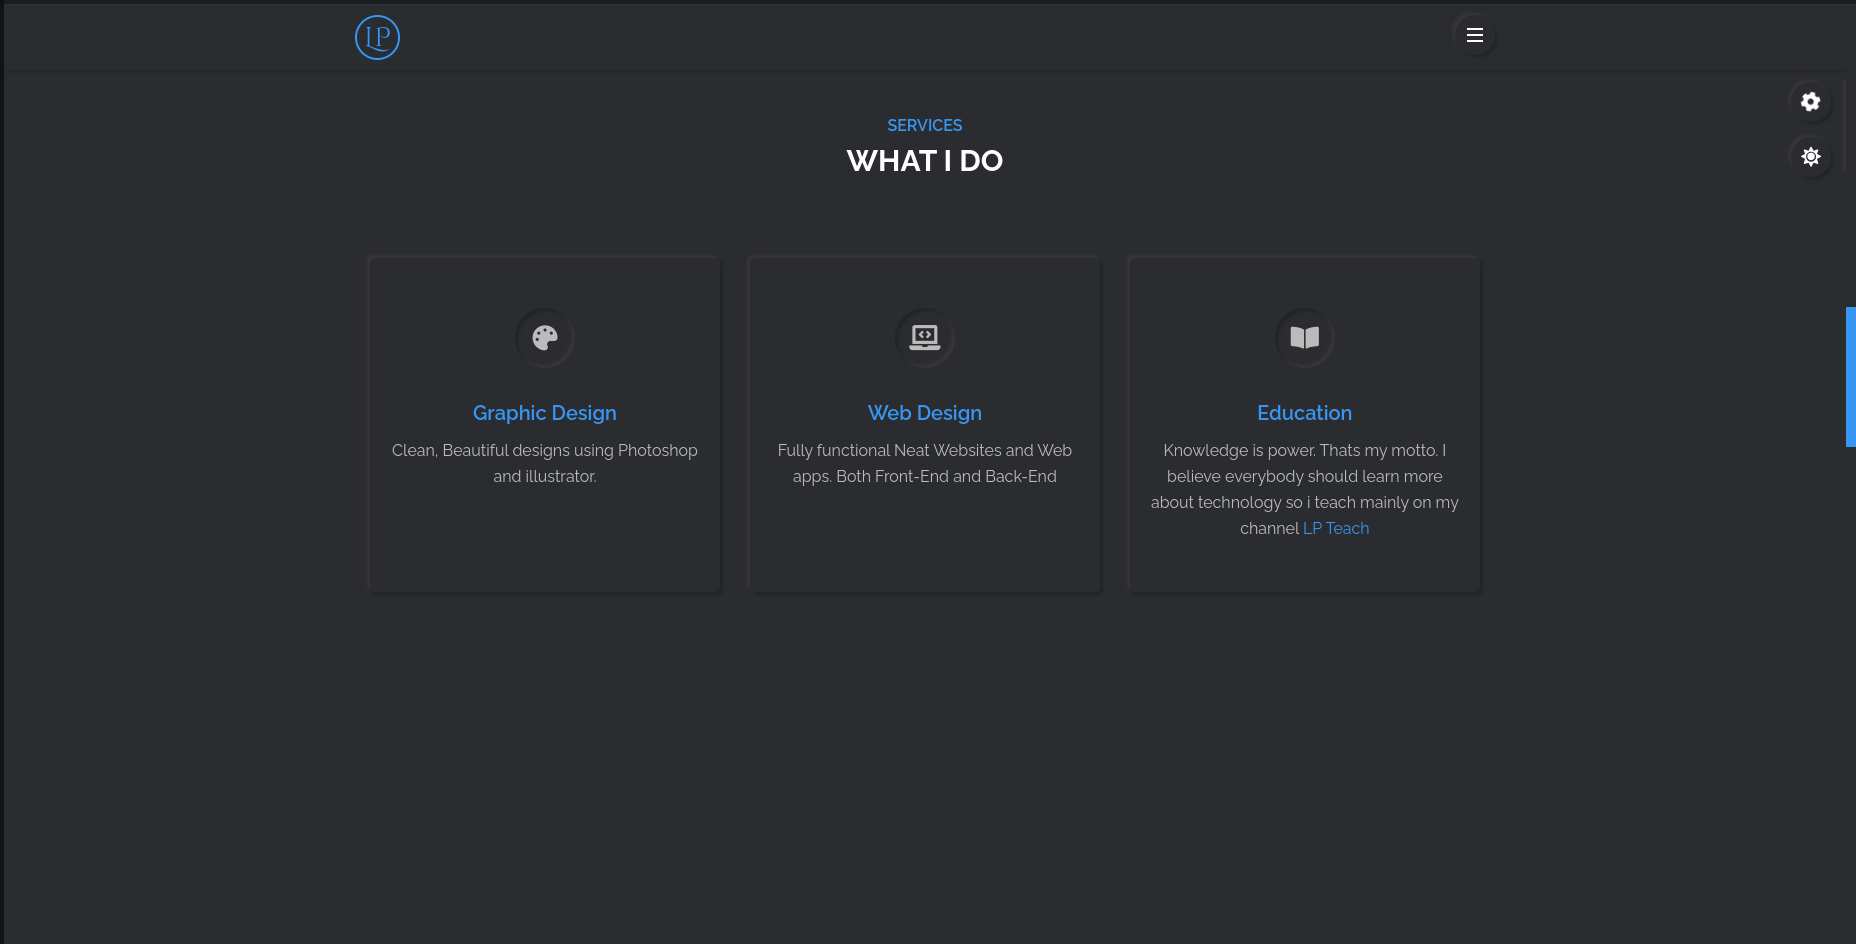 LP
SERVICES
WHAT I DO
Graphic Design
Clean, Beautiful designs using Photoshop
and illustrator.
Web Design
Fully functional Neat Websites and Web
apps. Both Front-End and Back-End
Education
Knowledge is power. Thats my motto. I
believe everybody should learn more
about technology so i teach mainly on my
channel LP Teach